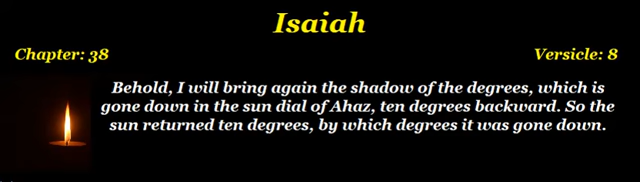 Isaiah
Chapter: 38
Versicle: 8
Behold, I will bring again the shadow of the degrees, which is
gone down in the sun dial of Ahaz, ten degrees backward. So the
sun returned ten degrees, by which degrees it was gone down.